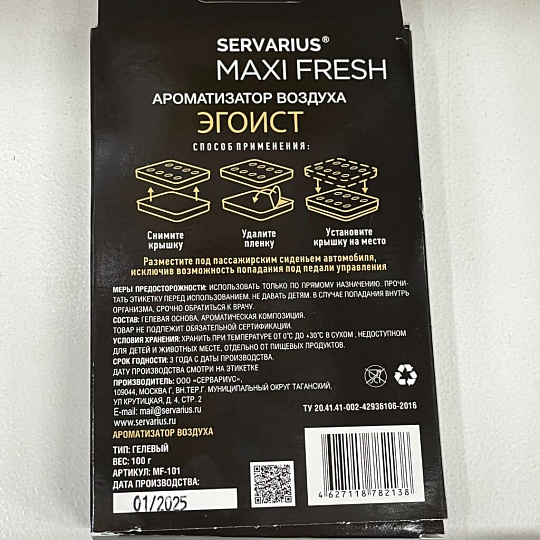 SERVARIUS®
MAXI FRESH
АРОМАТИЗАТОР ВОЗДУХА
ЭГОИСТ
СПОСОБ ПРИМЕНЕНИЯ:
Снимите крышку
Удалите пленку
Установите крышку на место
Разместите под пассажирским сиденьем автомобиля,
исключив возможность попадания под педали управления
МЕРЫ ПРЕДОСТОРОЖНОСТИ: ИСПОЛЬЗОВАТЬ ТОЛЬКО ПО ПРЯМОМУ НАЗНАЧЕНИЮ. ПРОЧИ-
ТАТЬ ЭТИКЕТКУ ПЕРЕД ИСПОЛЬЗОВАНИЕМ. НЕ ДАВАТЬ ДЕТЯМ. В СЛУЧАЕ ПОПАДАНИЯ ВНУТРЬ
ОРГАНИЗМА, СРОЧНО ОБРАТИТЬСЯ К ВРАЧУ.
СОСТАВ: ГЕЛЕВАЯ ОСНОВА, АРОМАТИЧЕСКАЯ КОМПОЗИЦИЯ.
ТОВАР НЕ ПОДЛЕЖИТ ОБЯЗАТЕЛЬНОЙ СЕРТИФИКАЦИИ.
УСЛОВИЯ ХРАНЕНИЯ: ХРАНИТЬ ПРИ ТЕМПЕРАТУРЕ ОТ 0°С ДО +30°С В СУХОМ , НЕДОСТУПНОМ
ДЛЯ ДЕТЕЙ И ЖИВОТНЫХ МЕСТЕ, ОТДЕЛЬНО ОТ ПИЩЕВЫХ ПРОДУКТОВ.
СРОК ГОДНОСТИ: 3 ГОДА С ДАТЫ ПРОИЗВОДСТВА.
ДАТУ ПРОИЗВОДСТВА СМОТРИ НА ЭТИКЕТКЕ
ПРОИЗВОДИТЕЛЬ: ООО «СЕРВАРИУС»,
109044, МОСКВА Г, ВН.ТЕР.Г. МУНИЦИПАЛЬНЫЙ ОКРУГ ТАГАНСКИЙ,
УЛ КРУТИЦКАЯ, Д. 4, СТР. 2
E-mail: mail@servarius.ru
www.servarius.ru
ТУ 20.41.41-002-42936106-2016
АРОМАТИЗАТОР ВОЗДУХА
ТИП: ГЕЛЕВЫЙ
ВЕС: 100 г
АРТИКУЛ: MF-101
ДАТА ПРОИЗВОДСТВА:
01/2025
4 627118 782138